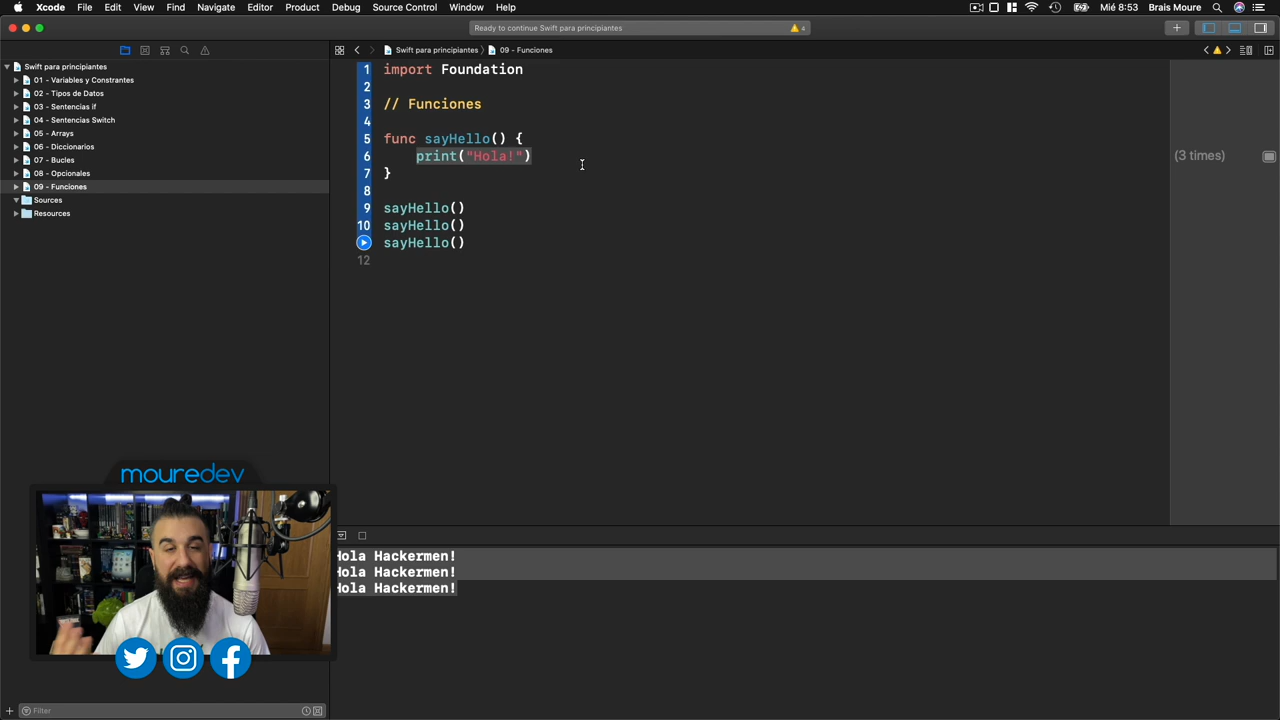 Xcode File Edit View Find Navigate Editor Product Debug Source Control Window Help
Mié 8:53 Brais Moure
Ready to continue Swift para principiantes
4
Swift para principiantes
01 - Variables y Constrantes
02 - Tipos de Datos
03 - Sentencias if
04 - Sentencias Switch
05 - Arrays
06 - Diccionarios
07 - Bucles
08 - Opcionales
09 - Funciones
Sources
Resources
Filter
Swift para principiantes 09 - Funciones
1 import Foundation
2
3 // Funciones
4
5 func sayHello() {
6 print("Hola!")
7 }
8
9 sayHello()
10 sayHello()
sayHello()
12
(3 times)
Hola Hackermen!
Hola Hackermen!
Hola Hackermen!
mouredev